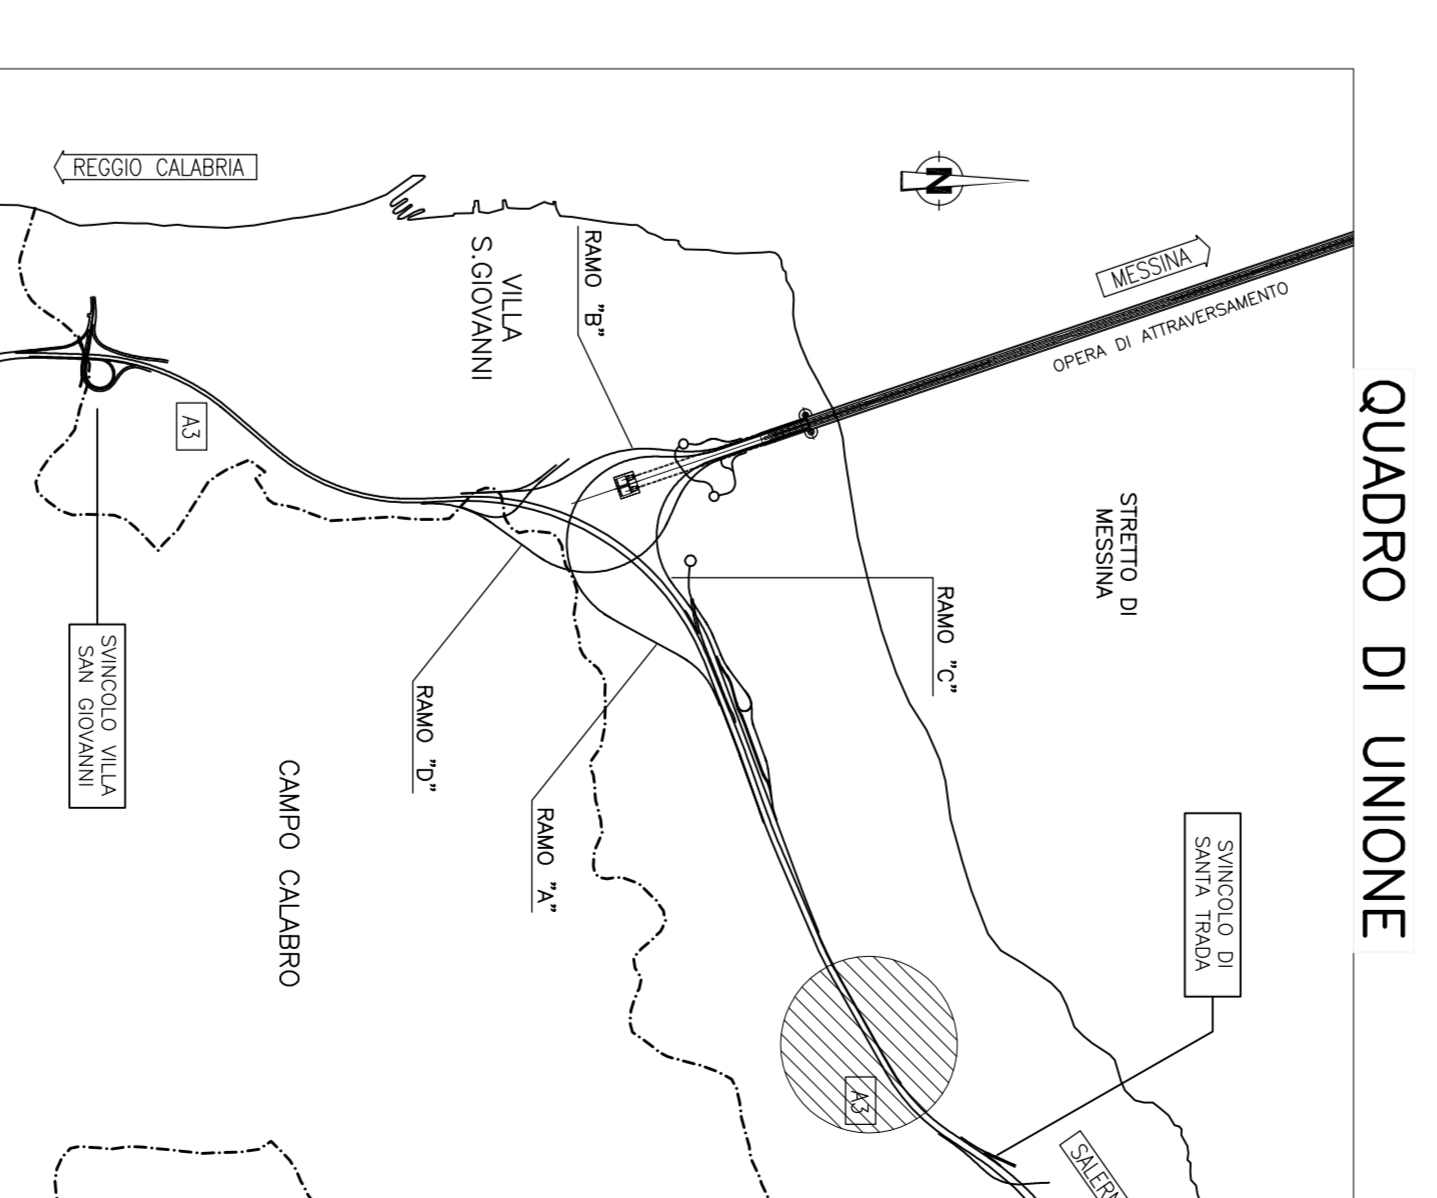 QUADRO DI UNIONE
REGGIO CALABRIA
N
MESSINA
OPERA DI ATTRAVERSAMENTO
VILLA
S.GIOVANNI
RAMO "B"
A3
STRETTO DI
MESSINA
RAMO "C"
SVINCOLO VILLA
SAN GIOVANNI
RAMO "D"
RAMO "A"
CAMPO CALABRO
SVINCOLO DI
SANTA TRADA
A3
SALERN